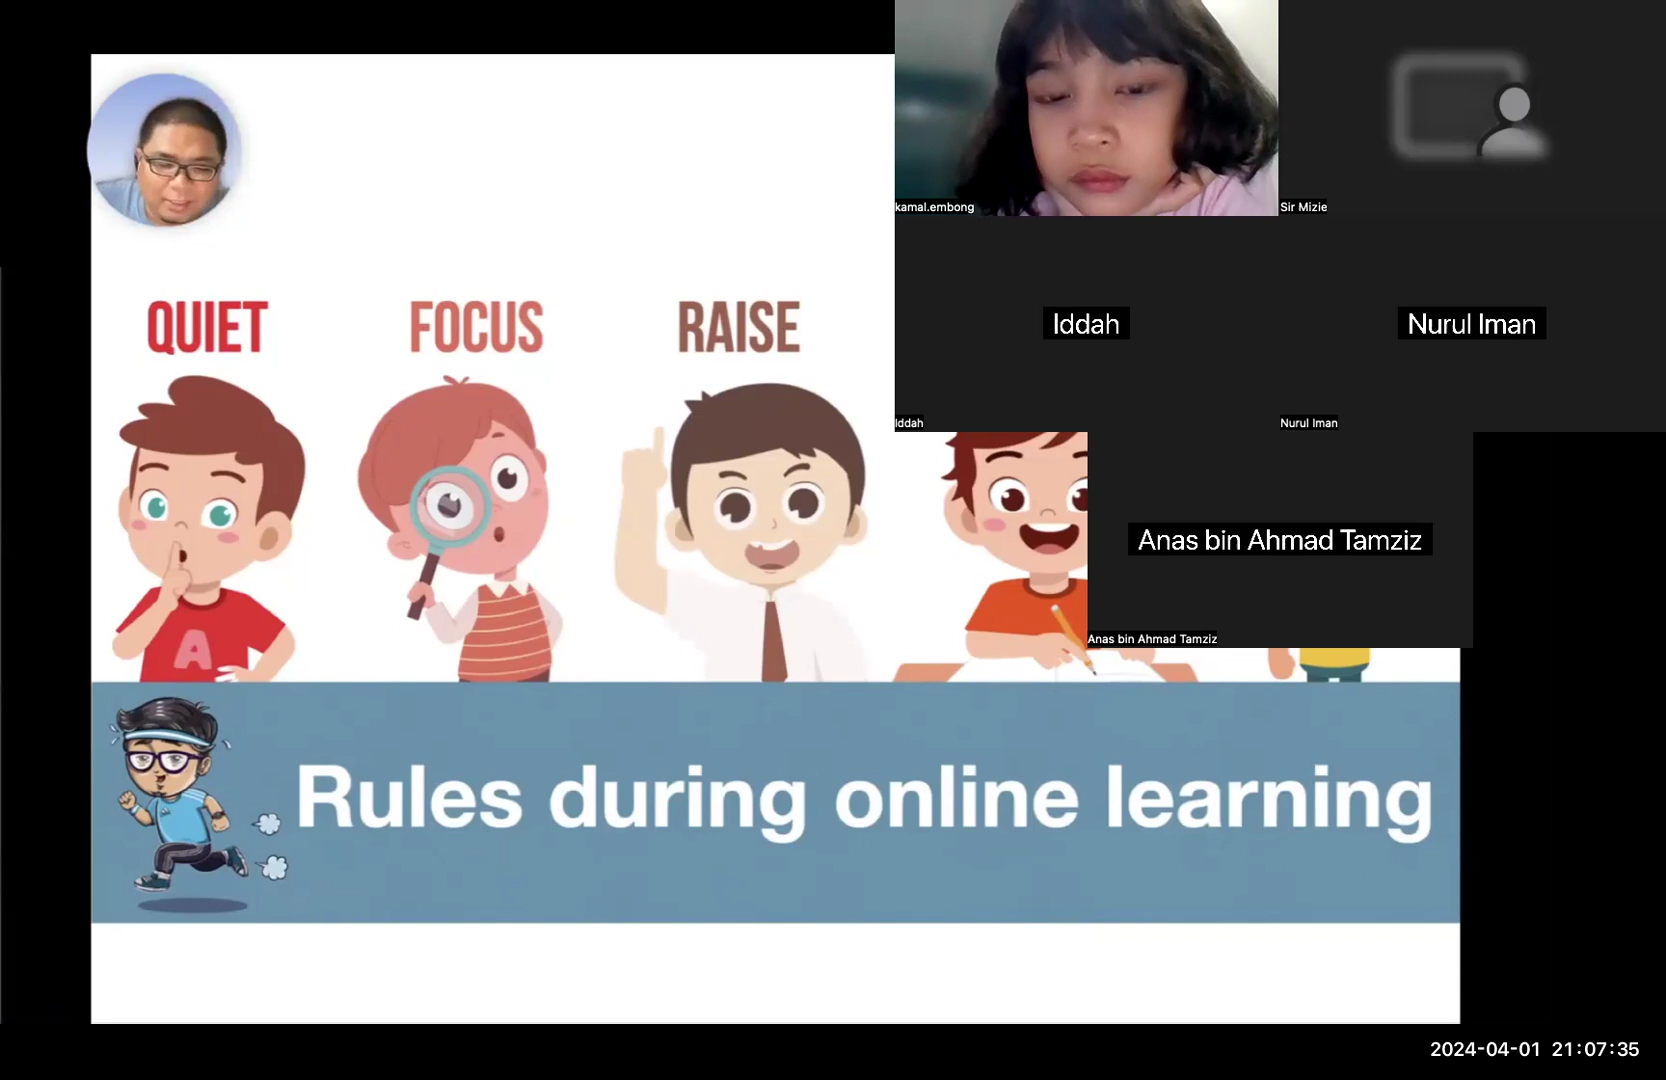 kamal.embong
Sir Mizie
QUIET
FOCUS
RAISE
Iddah
Nurul Iman
Iddah
Nurul Iman
A
Anas bin Ahmad Tamziz
Anas bin Ahmad Tamziz
Rules during online learning
2024-04-01 21:07:35